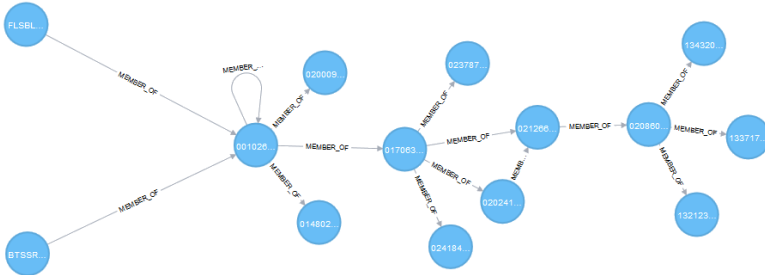 FLSBL...
MEMBER_OF
MEMBER_...
020009...
MEMBER_OF
001026...
MEMBER_OF
MEMBER_OF
014802...
MEMBER_OF
BTSSR...
023787...
MEMBER_OF
017063...
MEMBER_OF
MEMBER_OF
MEMBER_OF
024184...
020241...
MEMB...
021266...
MEMBER_OF
020860...
MEMBER_OF
134320...
MEMBER_OF
133717...
MEMBER_OF
132123...